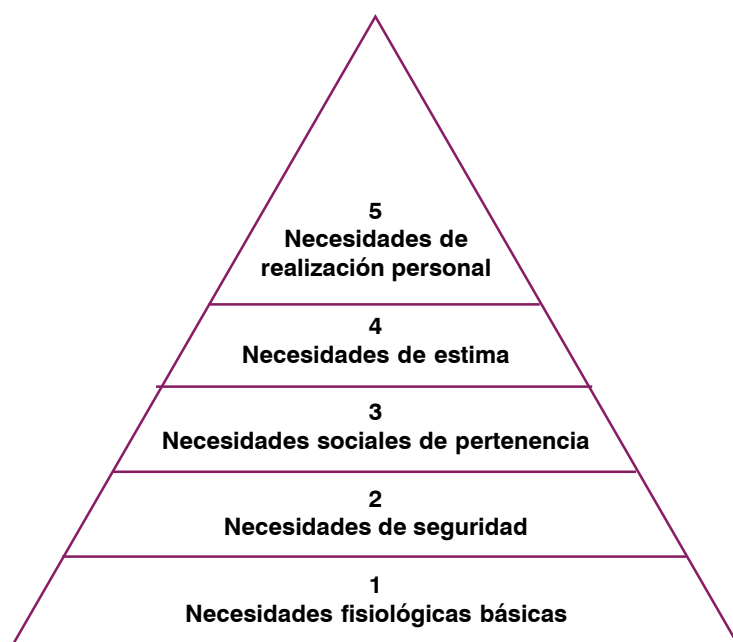 5
Necesidades de
realización personal
4
Necesidades de estima
3
Necesidades sociales de pertenencia
2
Necesidades de seguridad
1
Necesidades fisiológicas básicas